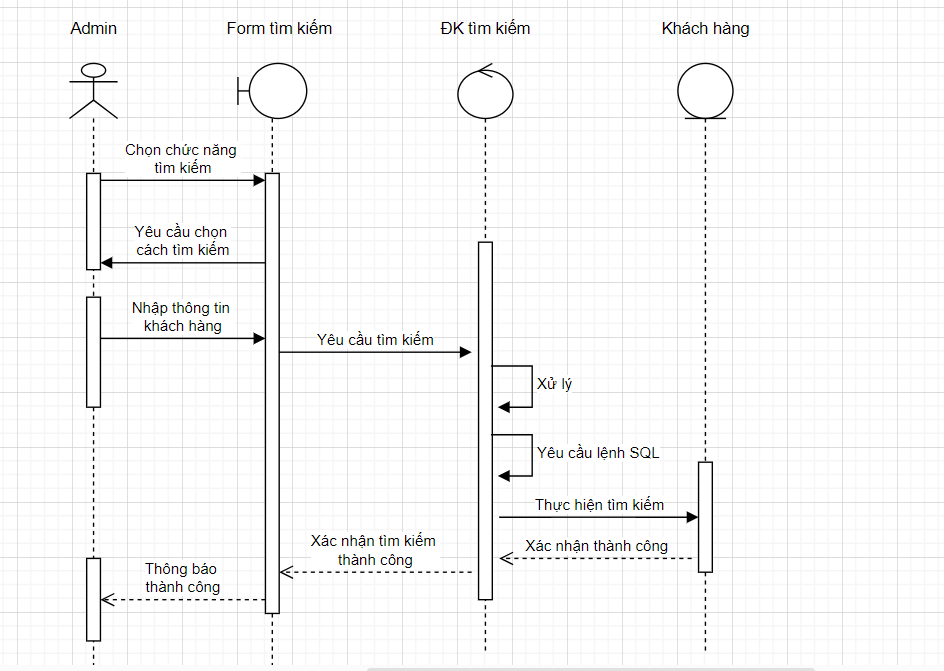 Admin
Form tìm kiếm
ĐK tìm kiếm
Khách hàng
Chọn chức năng
tìm kiếm
Yêu cầu chọn
cách tìm kiếm
Nhập thông tin
khách hàng
Yêu cầu tìm kiếm
Xử lý
Yêu cầu lệnh SQL
Thực hiện tìm kiếm
Xác nhận thành công
Xác nhận tìm kiếm
thành công
Thông báo
thành công